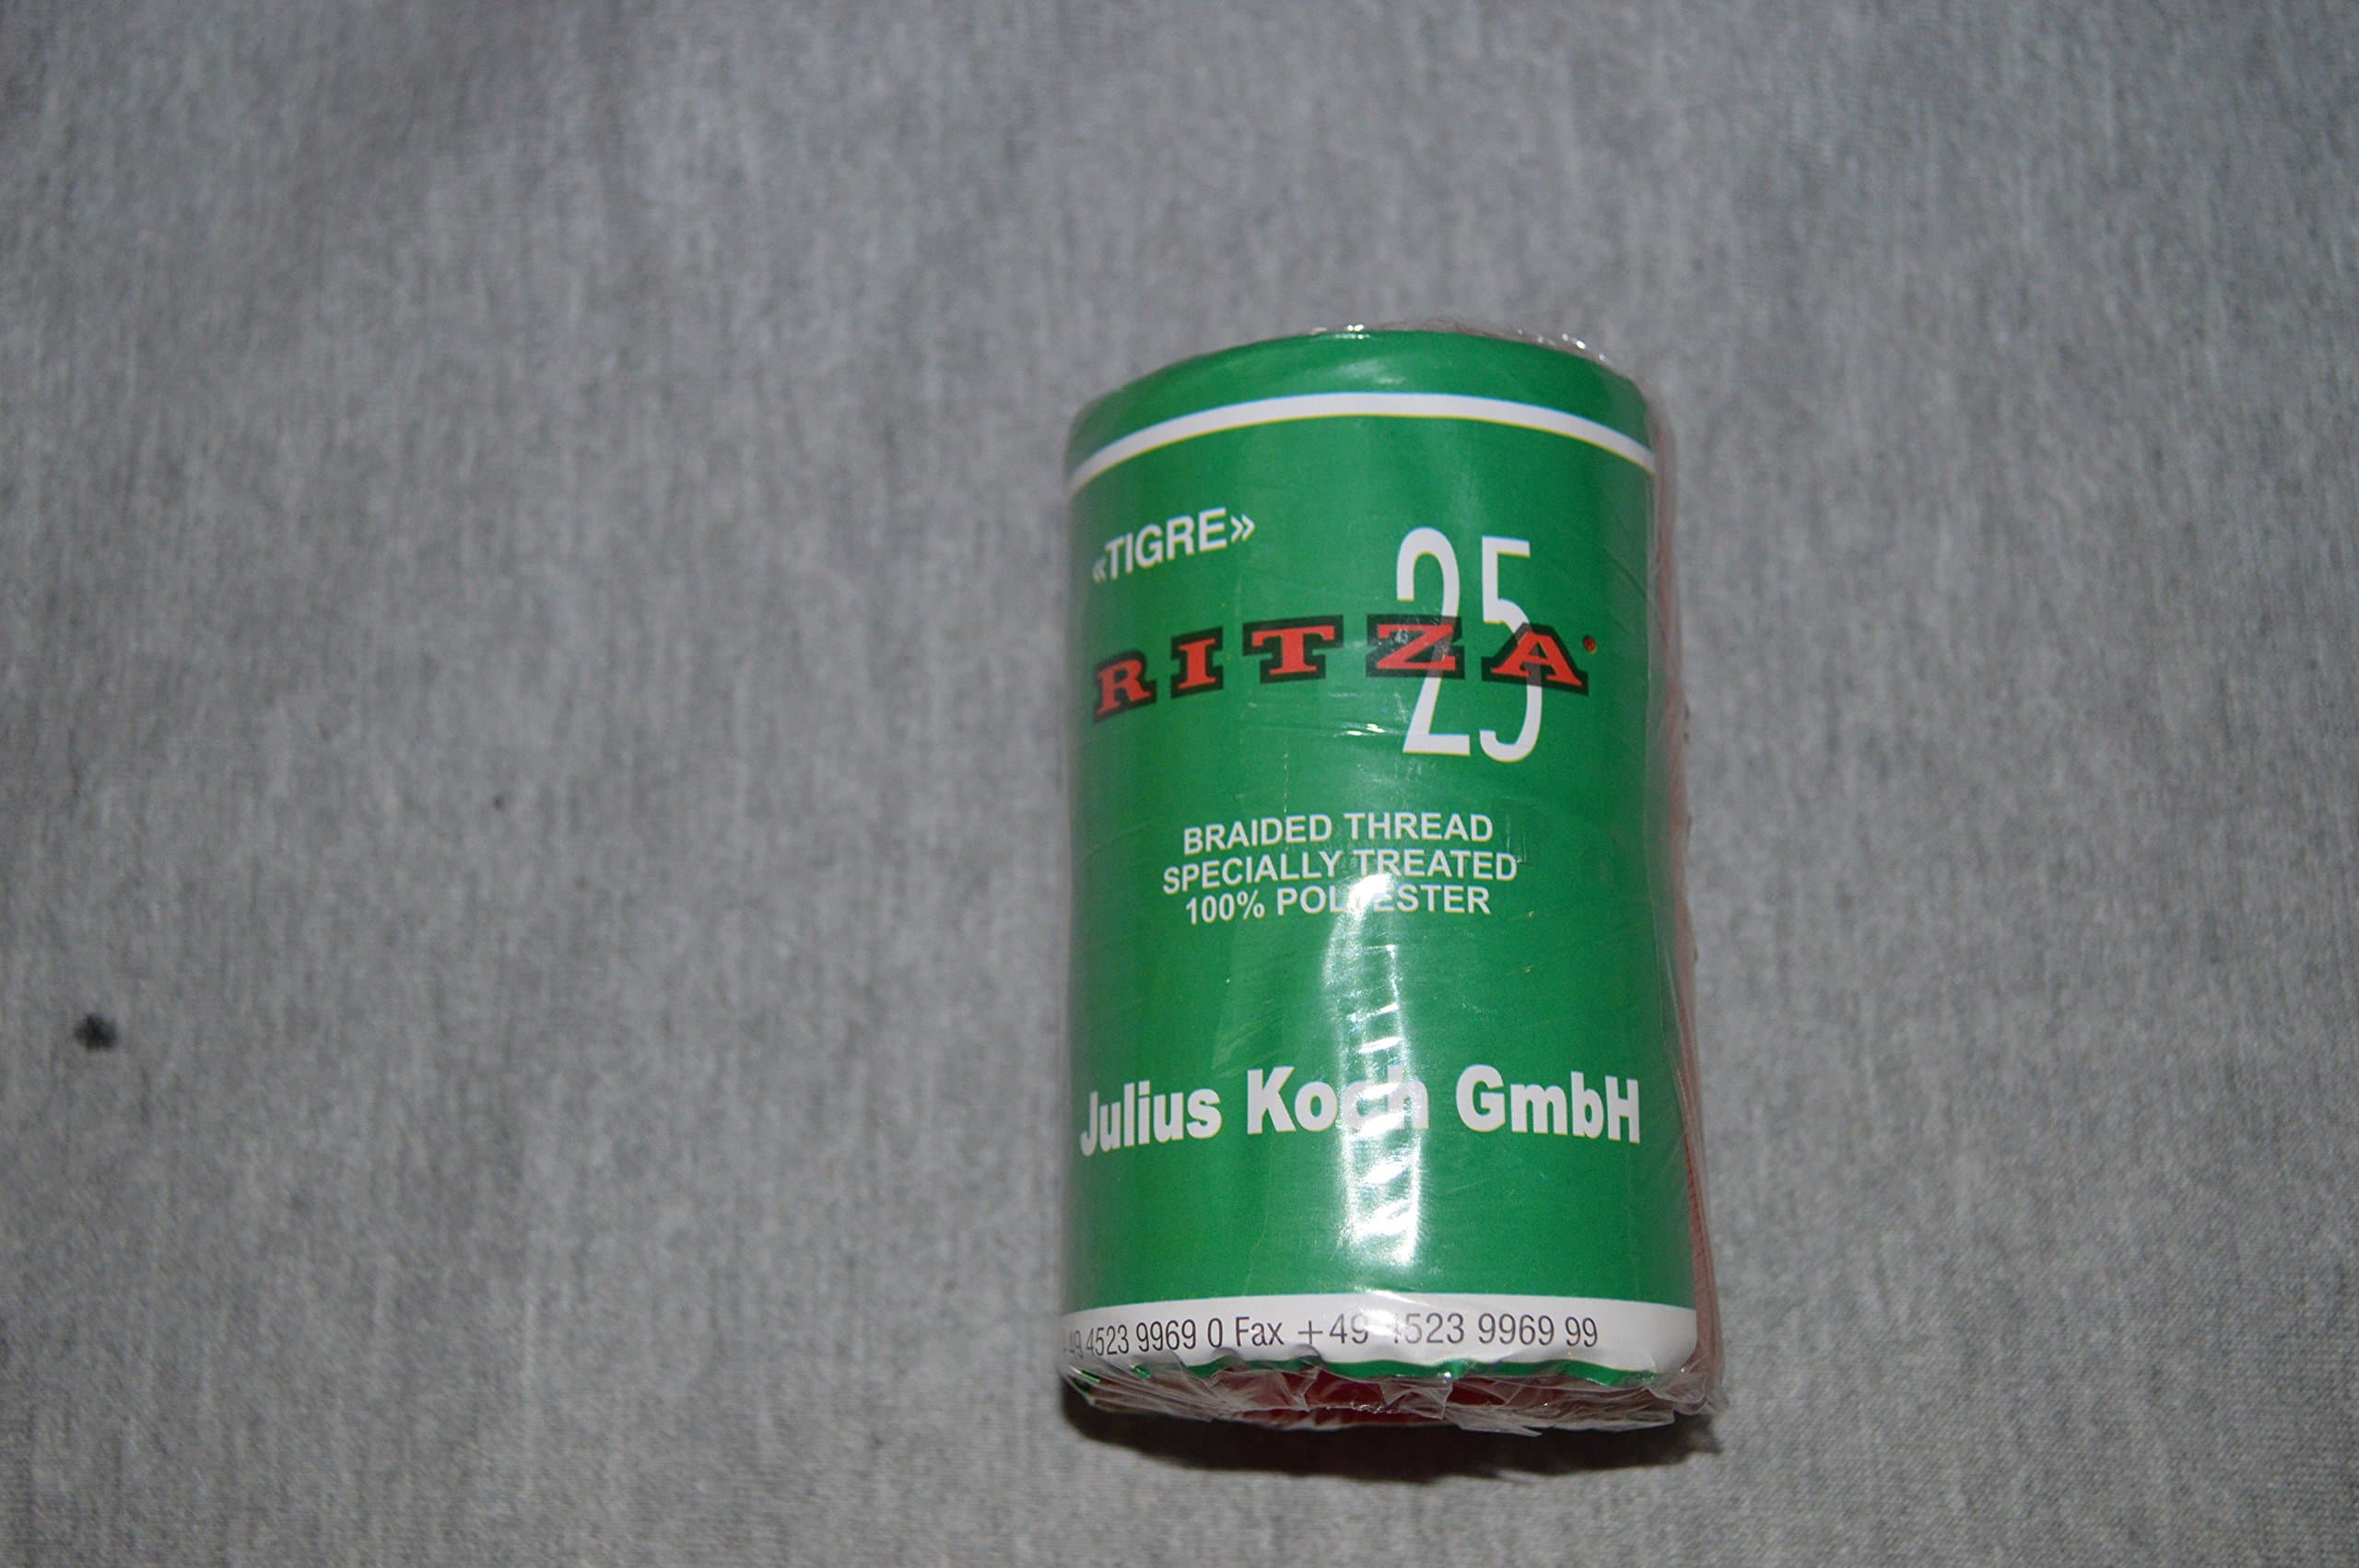 «TIGRE»
25
RITZA®
BRAIDED THREAD
SPECIALLY TREATED
100% POLYESTER
Julius Koch GmbH
49 4523 9969 0 Fax +49 4523 9969 99